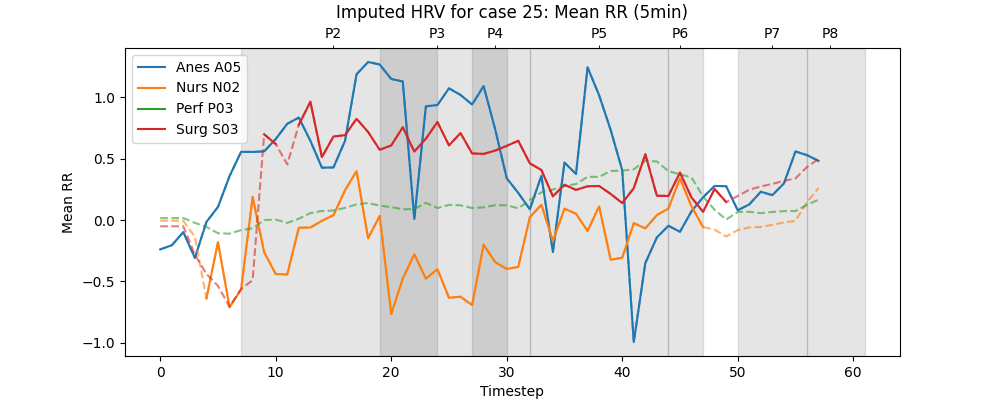 Imputed HRV for case 25: Mean RR (5min)
P2 P3 P4 P5 P6 P7 P8
Anes A05
Nurs N02
Perf P03
Surg S03
Mean RR
1.0
0.5
0.0
−0.5
−1.0
0 10 20 30 40 50 60
Timestep